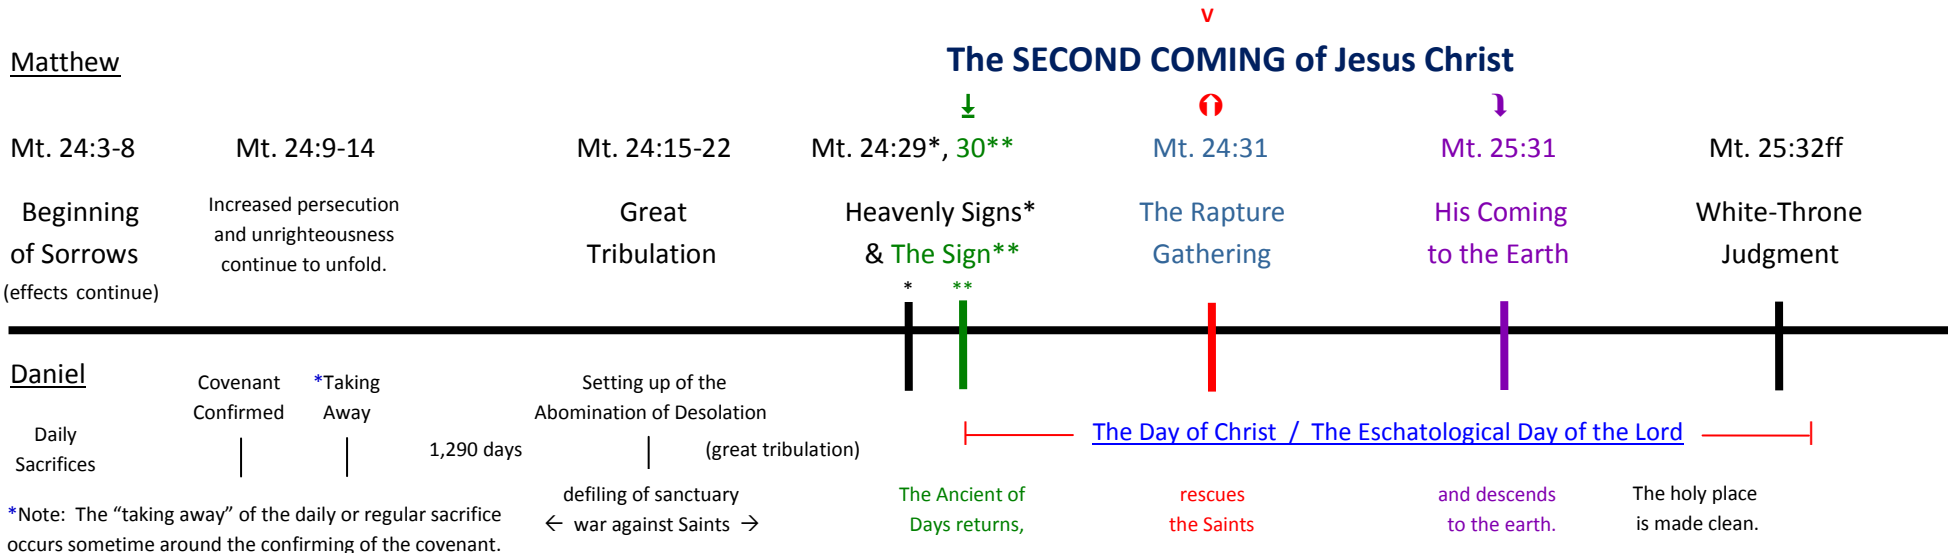 V
Matthew
The SECOND COMING of Jesus Christ
Mt. 24:3-8
Mt. 24:9-14
Mt. 24:15-22
Mt. 24:29*, 30**
Mt. 24:31
Mt. 25:31
Mt. 25:32ff
Beginning
of Sorrows
(effects continue)
Increased persecution
and unrighteousness
continue to unfold.
Great
Tribulation
Heavenly Signs*
& The Sign**
* **
The Rapture
Gathering
His Coming
to the Earth
White-Throne
Judgment
Daniel
Daily
Sacrifices
Covenant
Confirmed
*Taking
Away
1,290 days
Setting up of the
Abomination of Desolation
(great tribulation)
The Day of Christ / The Eschatological Day of the Lord
defiling of sanctuary
← war against Saints →
The Ancient of
Days returns,
rescues
the Saints
and descends
to the earth.
The holy place
is made clean.
*Note: The “taking away” of the daily or regular sacrifice
occurs sometime around the confirming of the covenant.